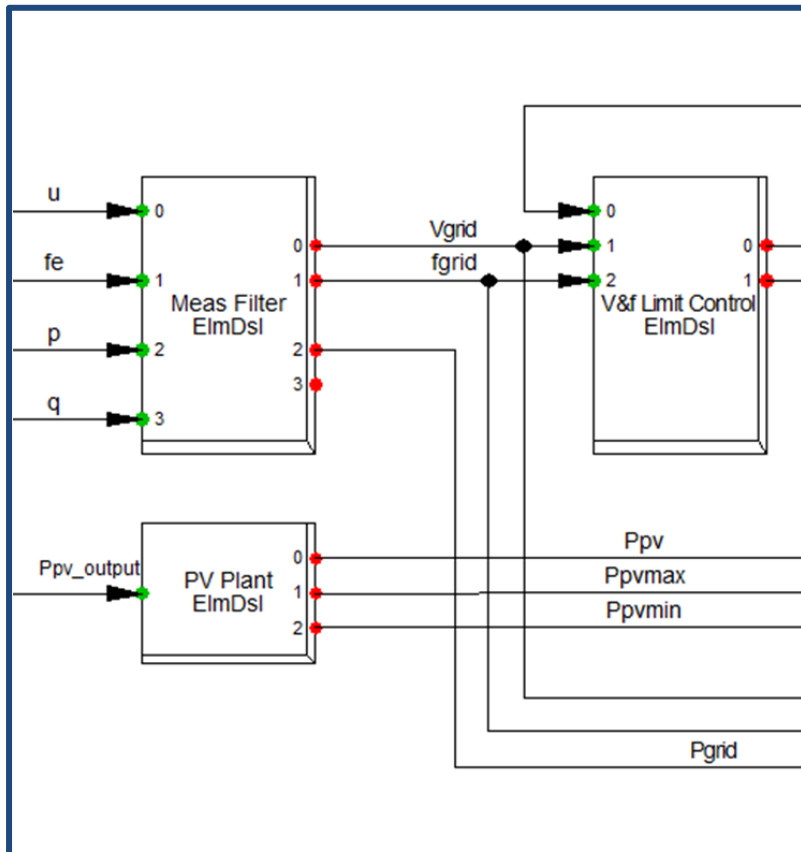 u
0
Vgrid
0
0
1
0
fe
fgrid
1
1
2
1
Meas Filter
ElmDsl
V&f Limit Control
ElmDsl
p
2
2
3
q
3
Ppv_output
PV Plant
ElmDsl
0
1
2
Ppv
Ppvmax
Ppvmin
Pgrid